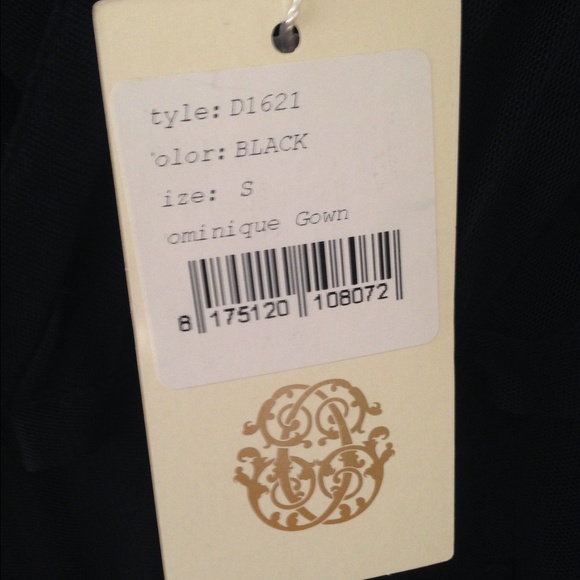 tyle: D1621
olor: BLACK
ize: S
ominique Gown
8 175120 108072